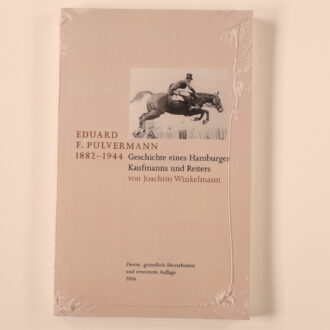 EDUARD
F. PULVERMANN
1882–1944 Geschichte eines Hamburger
Kaufmanns und Reiters
von Joachim Winkelmann
Zweite, gründlich überarbeitete
und erweiterte Auflage
2016